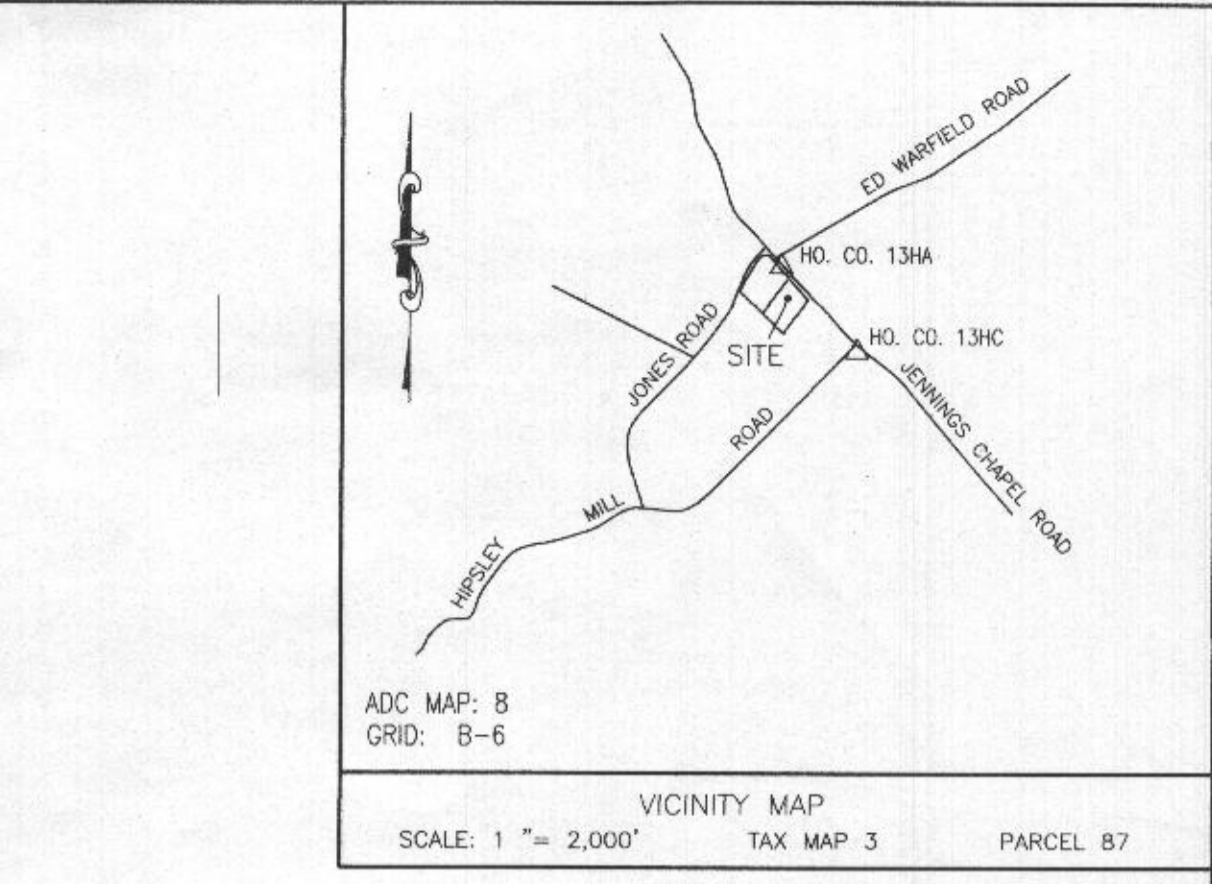 ED WARFIELD ROAD
HO. CO. 13HA
JONES ROAD
SITE
HO. CO. 13HC
JENNINGS CHAPEL ROAD
HIPSLEY MILL ROAD
ADC MAP: 8
GRID: B-6
VICINITY MAP
SCALE: 1 "= 2,000' TAX MAP 3 PARCEL 87